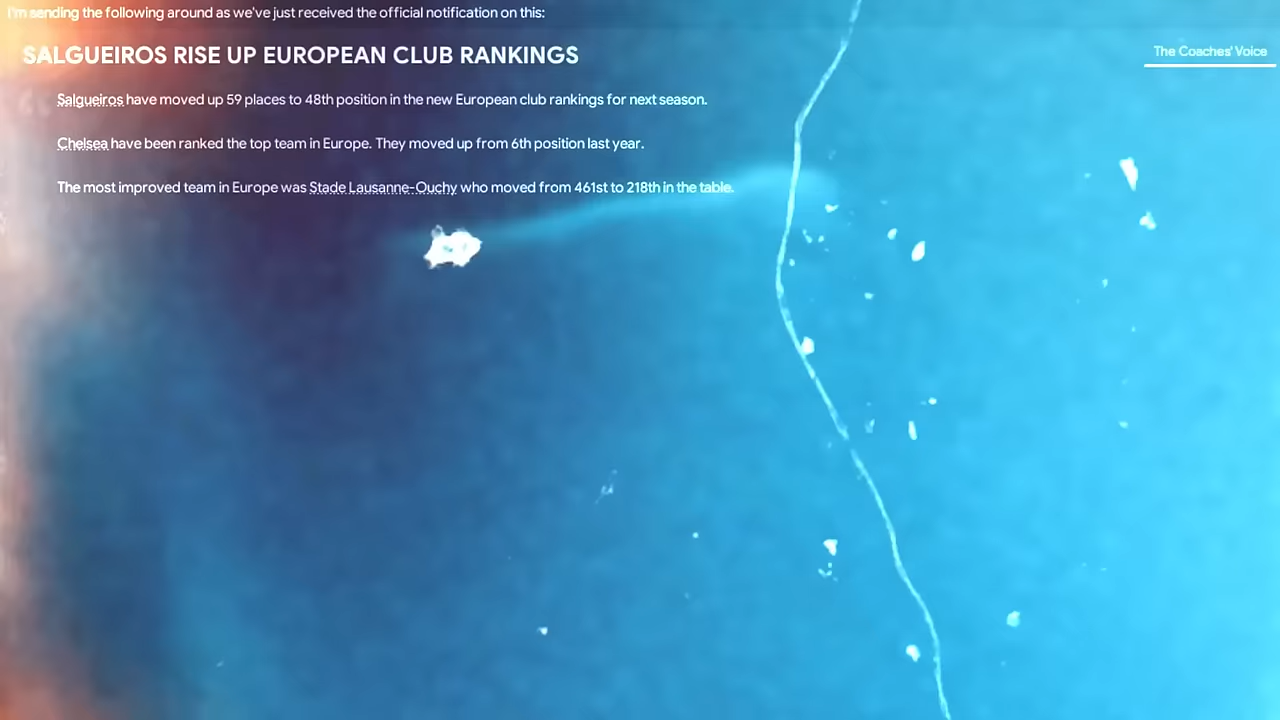 I'm sending the following around as we've just received the official notification on this:
SALGUEIROS RISE UP EUROPEAN CLUB RANKINGS
The Coaches' Voice
Salgueiros have moved up 59 places to 48th position in the new European club rankings for next season.
Chelsea have been ranked the top team in Europe. They moved up from 6th position last year.
The most improved team in Europe was Stade Lausanne-Ouchy who moved from 461st to 218th in the table.